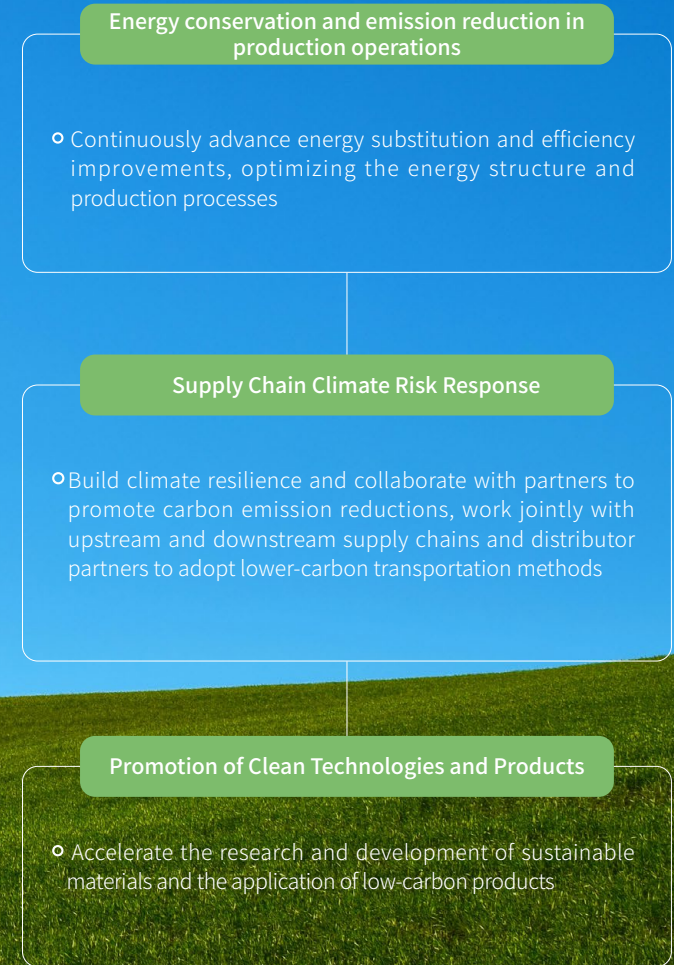 Energy conservation and emission reduction in
production operations
Continuously advance energy substitution and efficiency
improvements, optimizing the energy structure and
production processes
Supply Chain Climate Risk Response
Build climate resilience and collaborate with partners to
promote carbon emission reductions, work jointly with
upstream and downstream supply chains and distributor
partners to adopt lower-carbon transportation methods
Promotion of Clean Technologies and Products
Accelerate the research and development of sustainable
materials and the application of low-carbon products